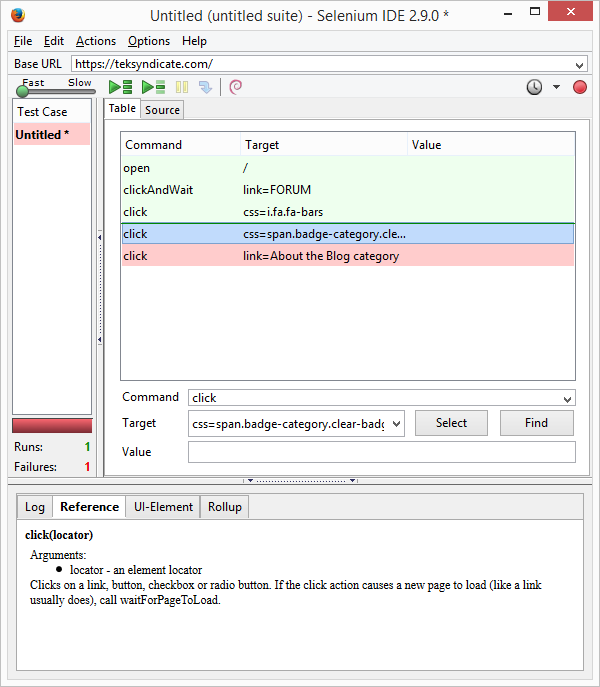 Untitled (untitled suite) - Selenium IDE 2.9.0 *
File Edit Actions Options Help
Base URL https://teksyndicate.com/
Fast Slow
Test Case
Untitled *
Table Source
Command Target Value
open /
clickAndWait link=FORUM
click css=i.fa.fa-bars
click css=span.badge-category.cle...
click link=About the Blog category
Command click
Target css=span.badge-category.clear-badg Select Find
Value
Runs: 1
Failures: 1
Log Reference UI-Element Rollup
click(locator)
Arguments:
• locator - an element locator
Clicks on a link, button, checkbox or radio button. If the click action causes a new page to load (like a link
usually does), call waitForPageToLoad.